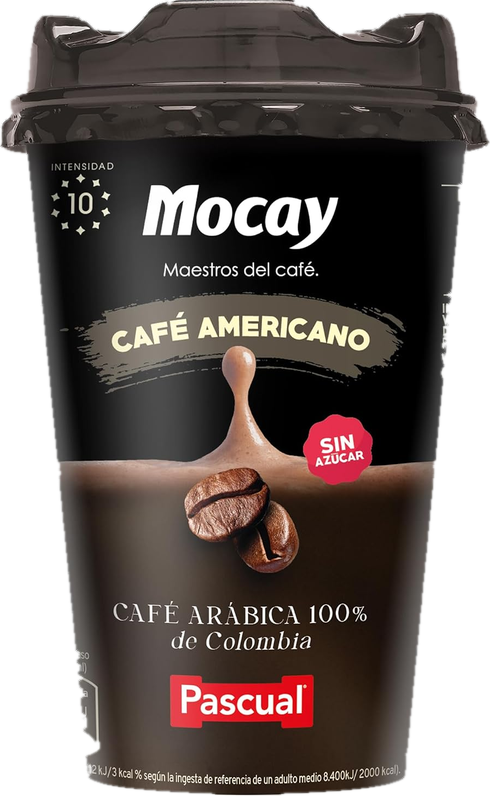 INTENSIDAD
10
Mocay
Maestros del café.
CAFÉ AMERICANO
SIN
AZÚCAR
CAFÉ ARÁBICA 100%
de Colombia
Pascual
kJ/3 kcal % según la ingesta de referencia de un adulto medio 8.400kJ/ 2000 kcal).